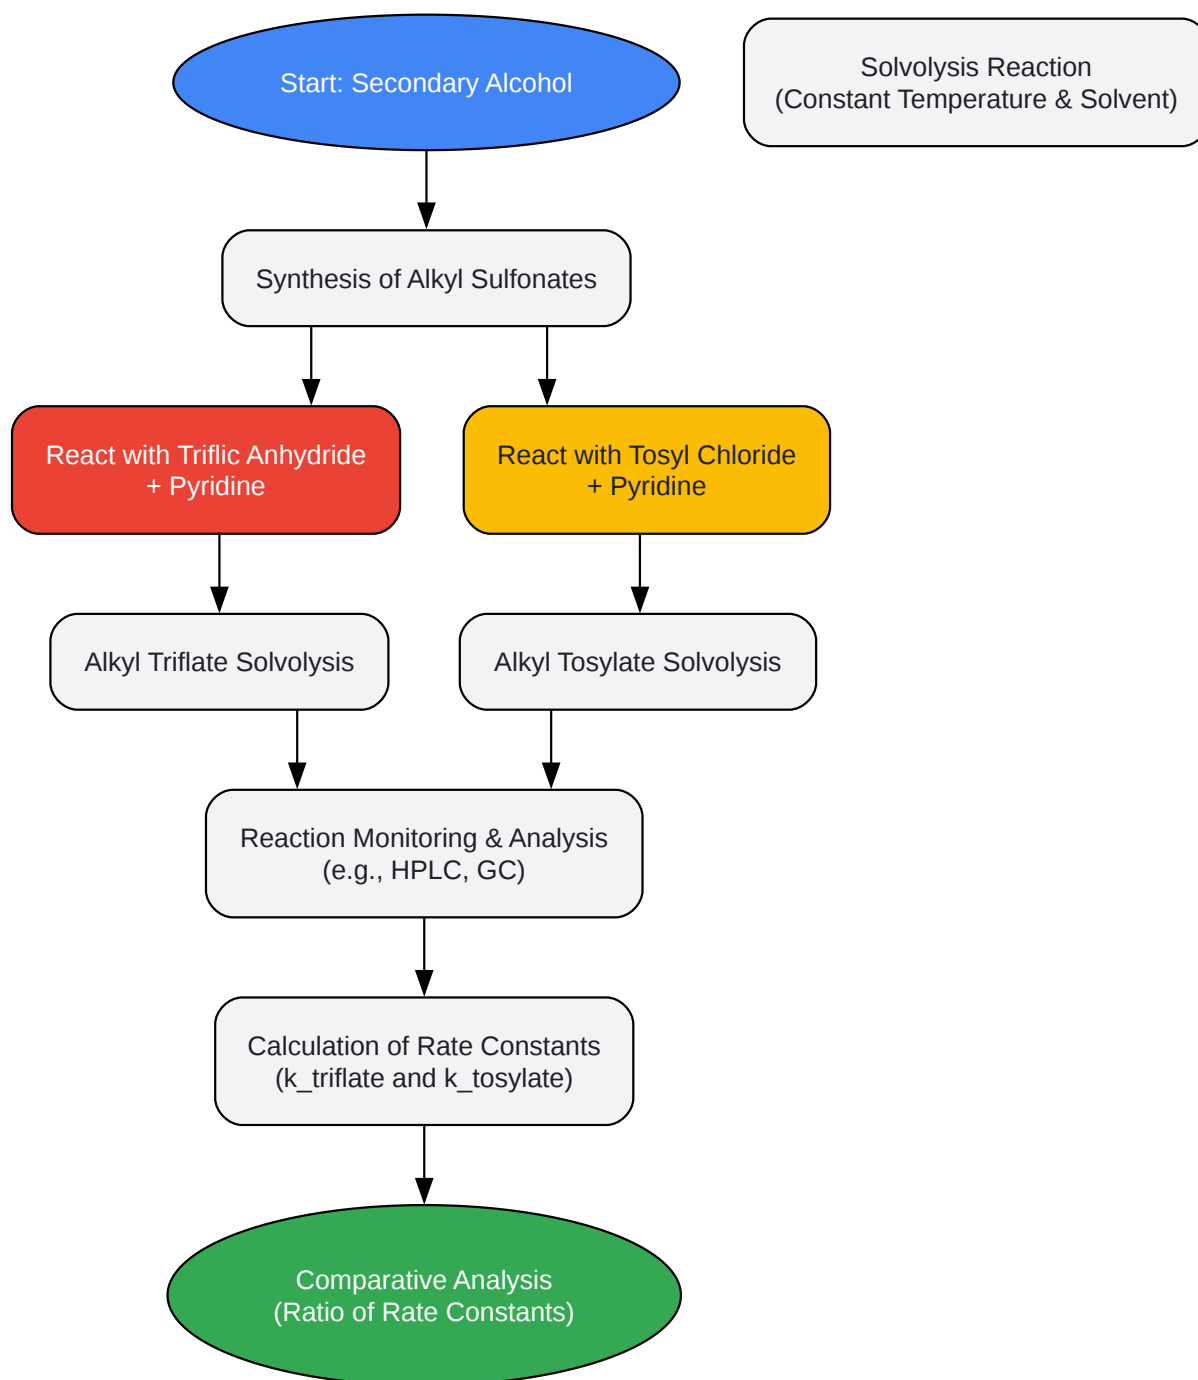 Start: Secondary Alcohol
Solvolysis Reaction
(Constant Temperature & Solvent)
Synthesis of Alkyl Sulfonates
React with Triflic Anhydride
+ Pyridine
React with Tosyl Chloride
+ Pyridine
Alkyl Triflate Solvolysis
Alkyl Tosylate Solvolysis
Reaction Monitoring & Analysis
(e.g., HPLC, GC)
Calculation of Rate Constants
(k_triflate and k_tosylate)
Comparative Analysis
(Ratio of Rate Constants)